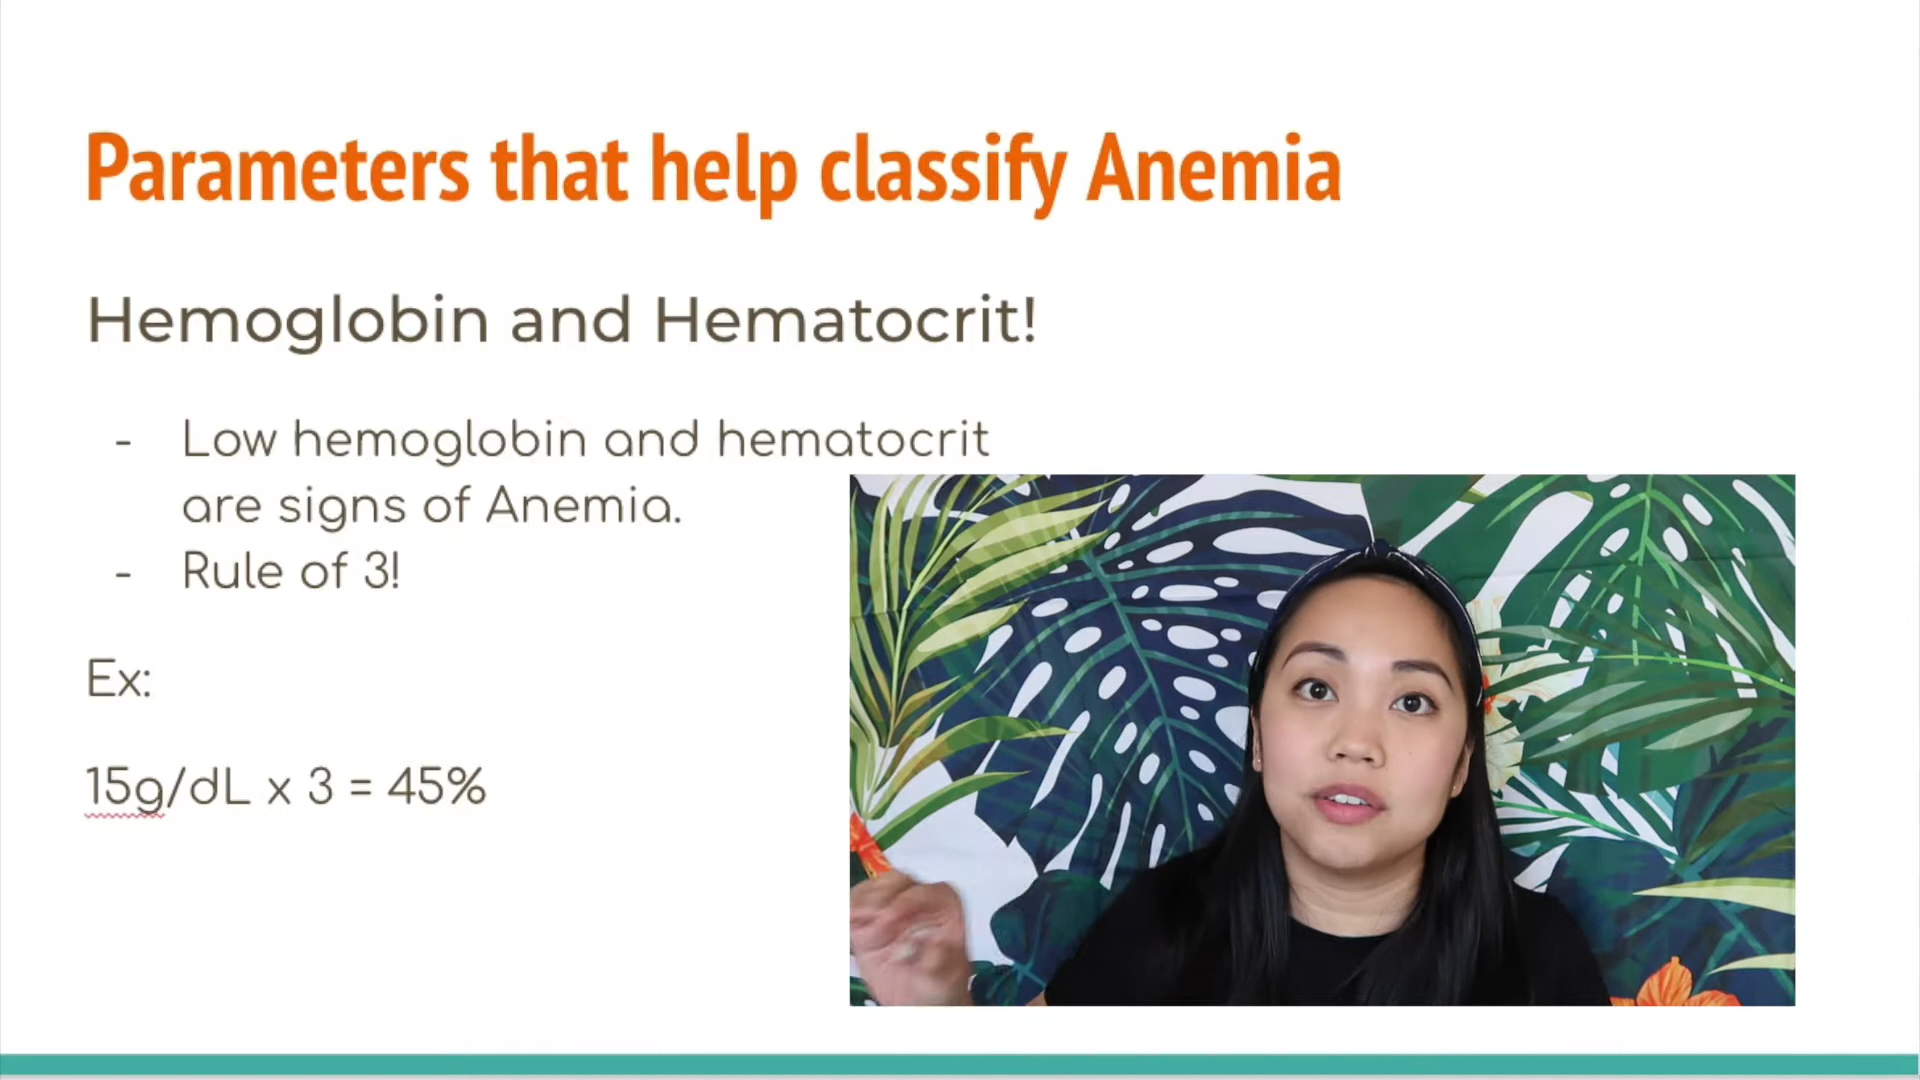 Parameters that help classify Anemia
Hemoglobin and Hematocrit!
- Low hemoglobin and hematocrit
are signs of Anemia.
- Rule of 3!
Ex:
15g/dL x 3 = 45%